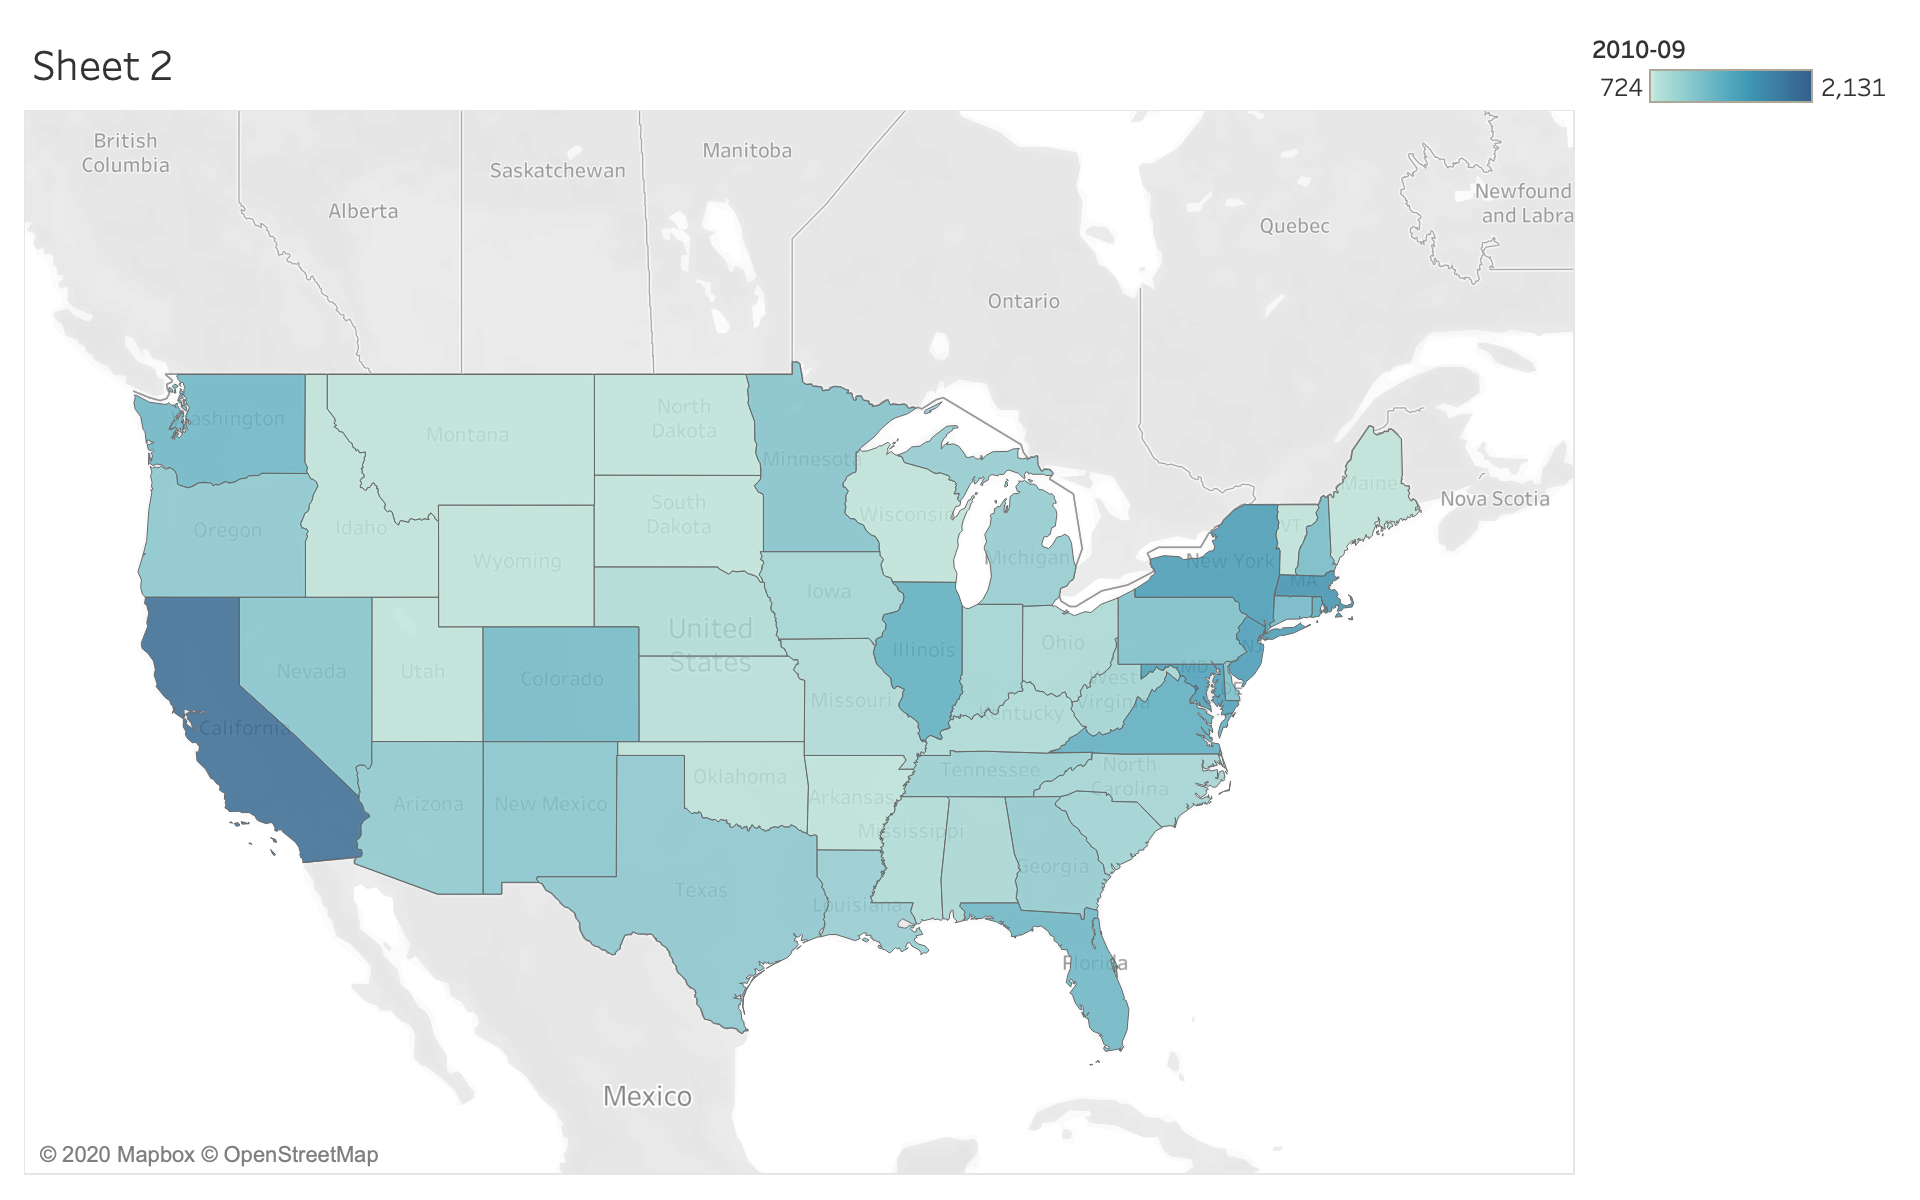 Sheet 2
2010-09
724
2,131
British
Columbia
Alberta
Saskatchewan
Manitoba
Ontario
Quebec
Newfound
and Labra
Nova Scotia
Washington
Montana
North
Dakota
Minnesota
South
Dakota
Oregon
Idaho
Wyoming
Wisconsin
Michigan
Maine
VT
New York
MA
Iowa
United
States
Nevada
Utah
Colorado
Illinois
Ohio
NJ
MD
DE
West
Virginia
California
Missouri
Kentucky
Arizona
New Mexico
Oklahoma
Arkansas
Tennessee
North
Carolina
Mississippi
Georgia
Texas
Louisiana
Florida
Mexico
© 2020 Mapbox © OpenStreetMap